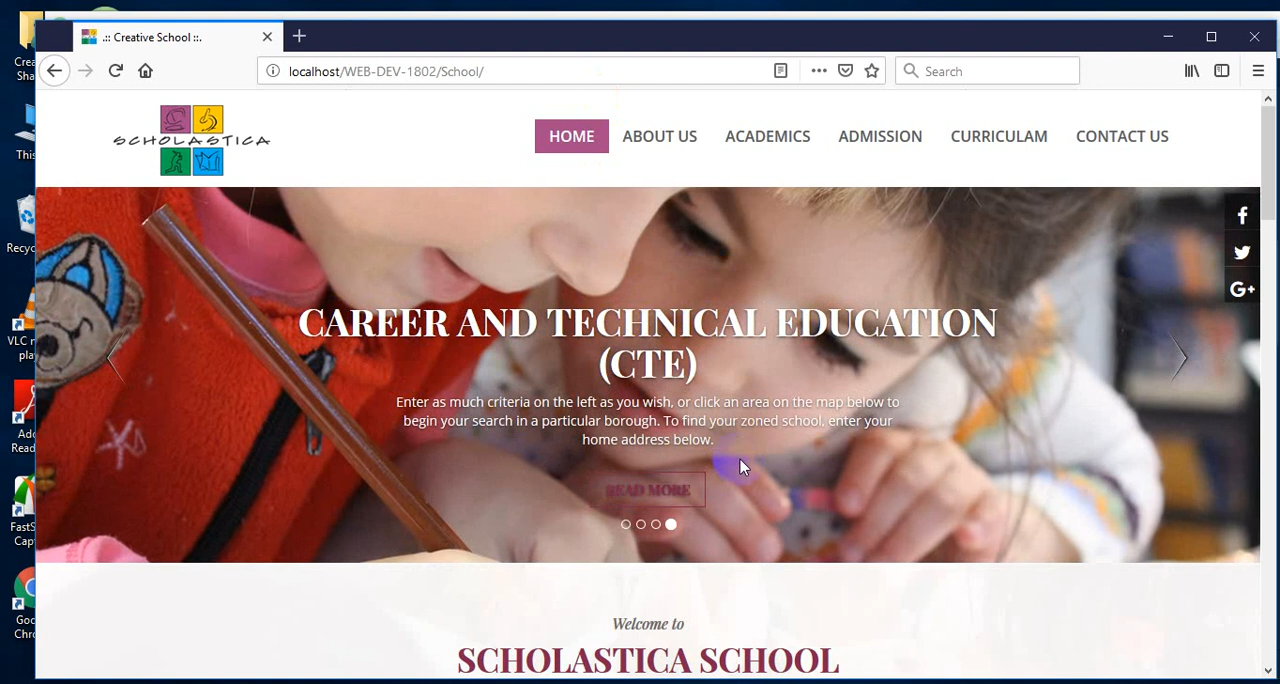 .:: Creative School ::.
localhost/WEB-DEV-1802/School/
Search
SCHOLASTICA
HOME ABOUT US ACADEMICS ADMISSION CURRICULUM CONTACT US
G+
CAREER AND TECHNICAL EDUCATION
(CTE)
Enter as much criteria on the left as you wish, or click an area on the map below to
begin your search in a particular borough. To find your zoned school, enter your
home address below.
READ MORE
Welcome to
SCHOLASTICA SCHOOL